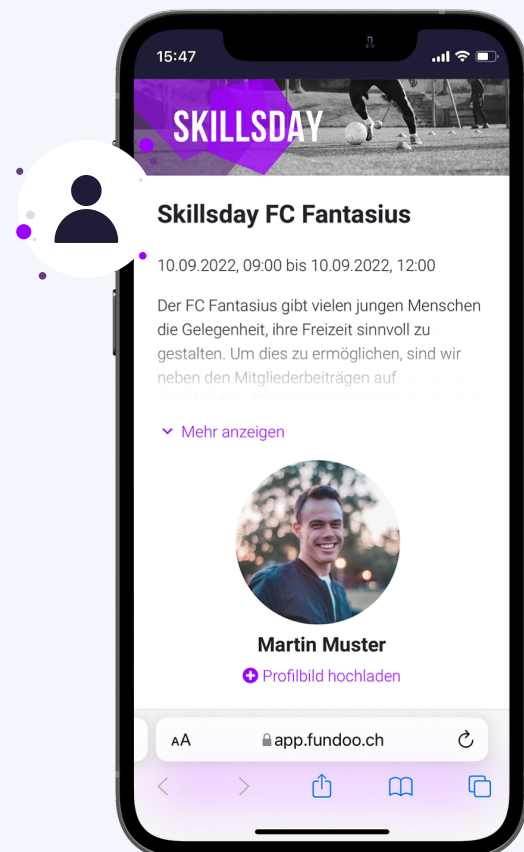 15:47
SKILLSDAY
Skillsday FC Fantasius
10.09.2022, 09:00 bis 10.09.2022, 12:00
Der FC Fantasius gibt vielen jungen Menschen
die Gelegenheit, ihre Freizeit sinnvoll zu
gestalten. Um dies zu ermöglichen, sind wir
neben den Mitgliederbeiträgen auf
Mehr anzeigen
Martin Muster
Profilbild hochladen
AA
app.fundoo.ch